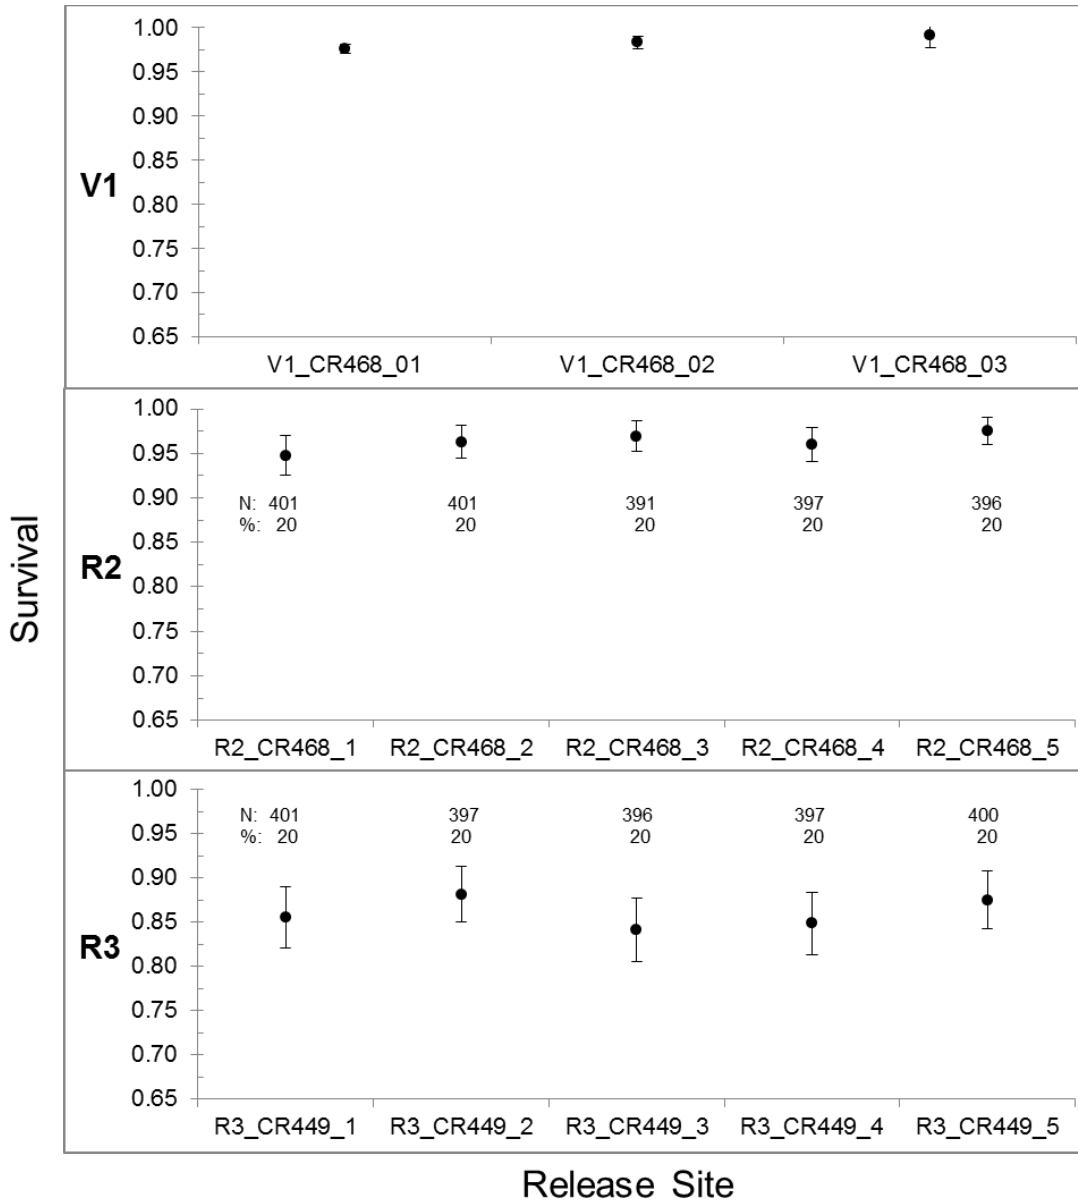 Survival
V1
1.00
0.95
0.90
0.85
0.80
0.75
0.70
0.65
V1_CR468_01 V1_CR468_02 V1_CR468_03
R2
1.00
0.95
0.90
0.85
0.80
0.75
0.70
0.65
N: 401 401 391 397 396
%: 20 20 20 20 20
R2_CR468_1 R2_CR468_2 R2_CR468_3 R2_CR468_4 R2_CR468_5
R3
1.00
0.95
0.90
0.85
0.80
0.75
0.70
0.65
N: 401 397 396 397 400
%: 20 20 20 20 20
R3_CR449_1 R3_CR449_2 R3_CR449_3 R3_CR449_4 R3_CR449_5
Release Site